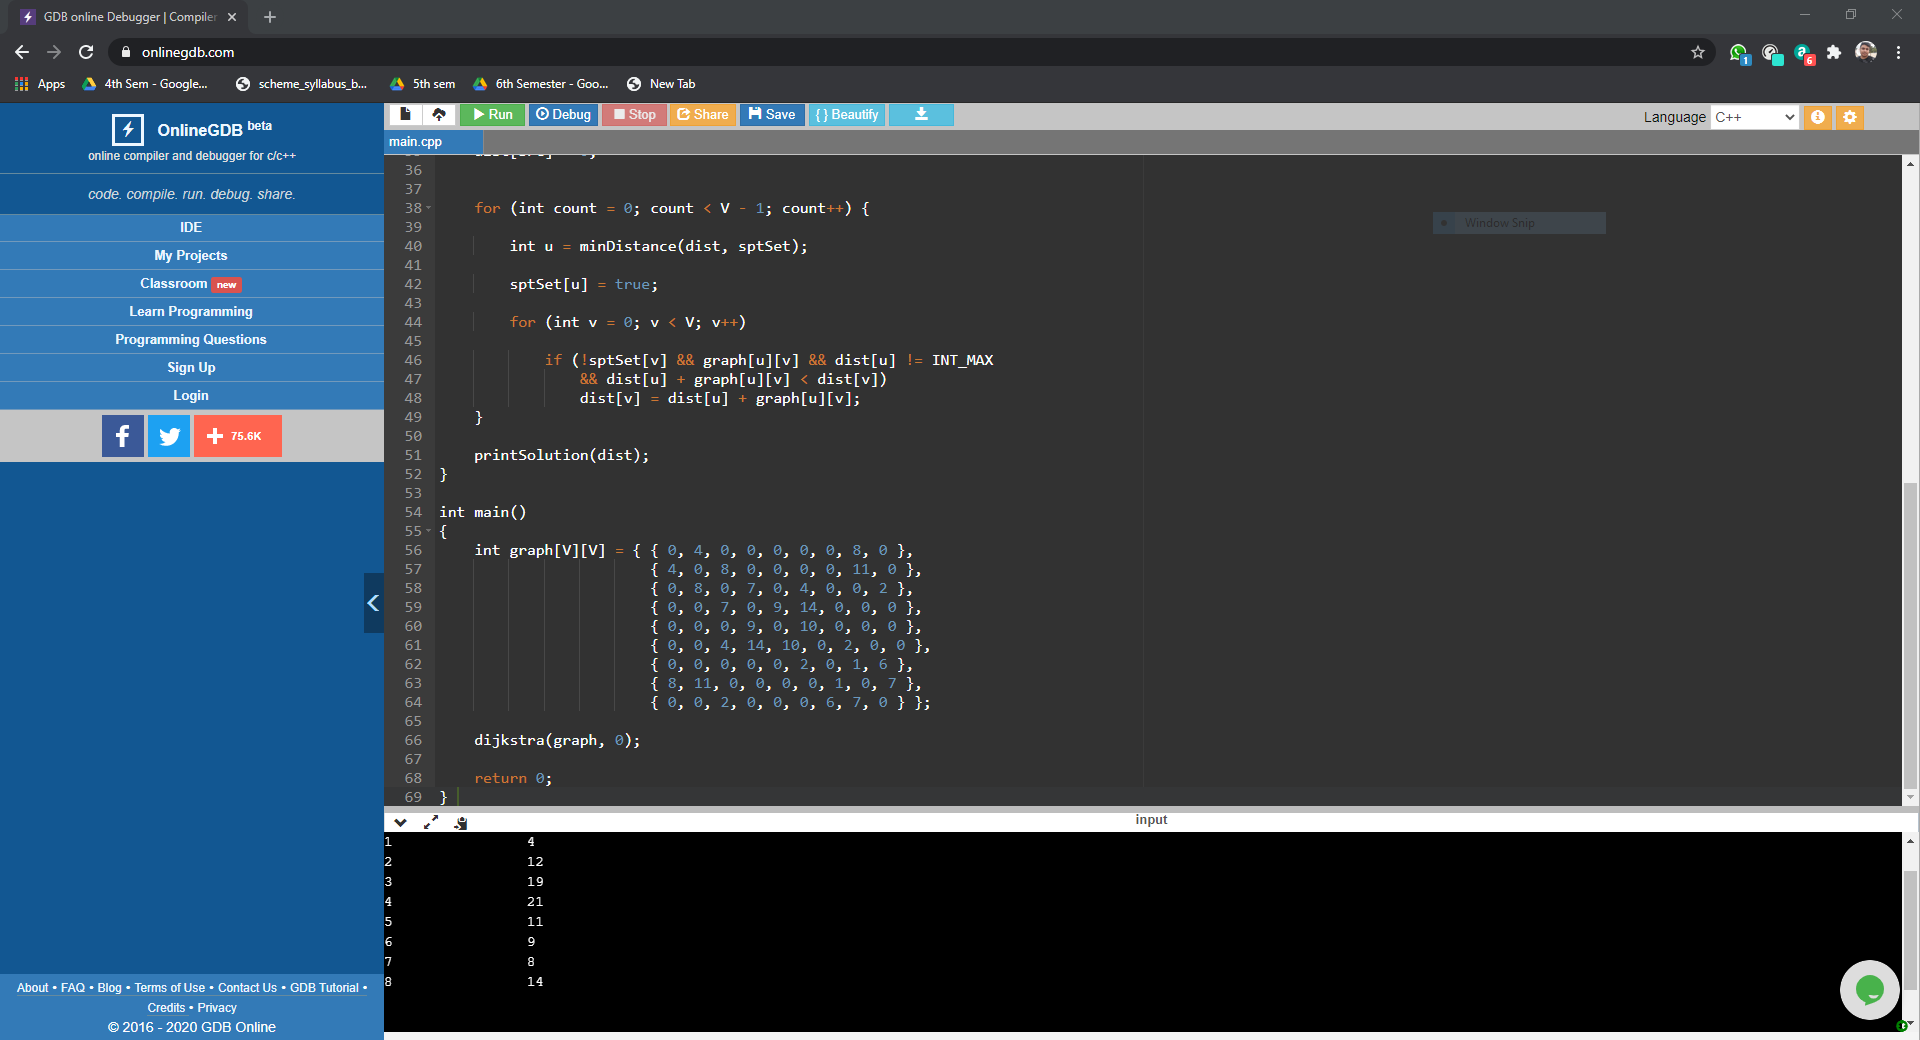 GDB online Debugger | Compiler
onlinegdb.com
1
6
Apps
4th Sem - Google...
scheme_syllabus_b...
5th sem
6th Semester - Goo...
New Tab
OnlineGDB beta
online compiler and debugger for c/c++
code. compile. run. debug. share.
IDE
My Projects
Classroom new
Learn Programming
Programming Questions
Sign Up
Login
75.6K
About • FAQ • Blog • Terms of Use • Contact Us • GDB Tutorial •
Credits • Privacy
© 2016 - 2020 GDB Online
Run Debug Stop Share Save { } Beautify
Language C++
main.cpp
Window Snip
36
37
38 for (int count = 0; count < V - 1; count++) {
39
40 int u = minDistance(dist, sptSet);
41
42 sptSet[u] = true;
43
44 for (int v = 0; v < V; v++)
45
46 if (!sptSet[v] && graph[u][v] && dist[u] != INT_MAX
47 && dist[u] + graph[u][v] < dist[v])
48 dist[v] = dist[u] + graph[u][v];
49 }
50
51 printSolution(dist);
52 }
53
54 int main()
55 {
56 int graph[V][V] = { { 0, 4, 0, 0, 0, 0, 0, 8, 0 },
57 { 4, 0, 8, 0, 0, 0, 0, 11, 0 },
58 { 0, 8, 0, 7, 0, 4, 0, 0, 2 },
59 { 0, 0, 7, 0, 9, 14, 0, 0, 0 },
60 { 0, 0, 0, 9, 0, 10, 0, 0, 0 },
61 { 0, 0, 4, 14, 10, 0, 2, 0, 0 },
62 { 0, 0, 0, 0, 0, 2, 0, 1, 6 },
63 { 8, 11, 0, 0, 0, 0, 1, 0, 7 },
64 { 0, 0, 2, 0, 0, 0, 6, 7, 0 } };
65
66 dijkstra(graph, 0);
67
68 return 0;
69 }
input
1 4
2 12
3 19
4 21
5 11
6 9
7 8
8 14